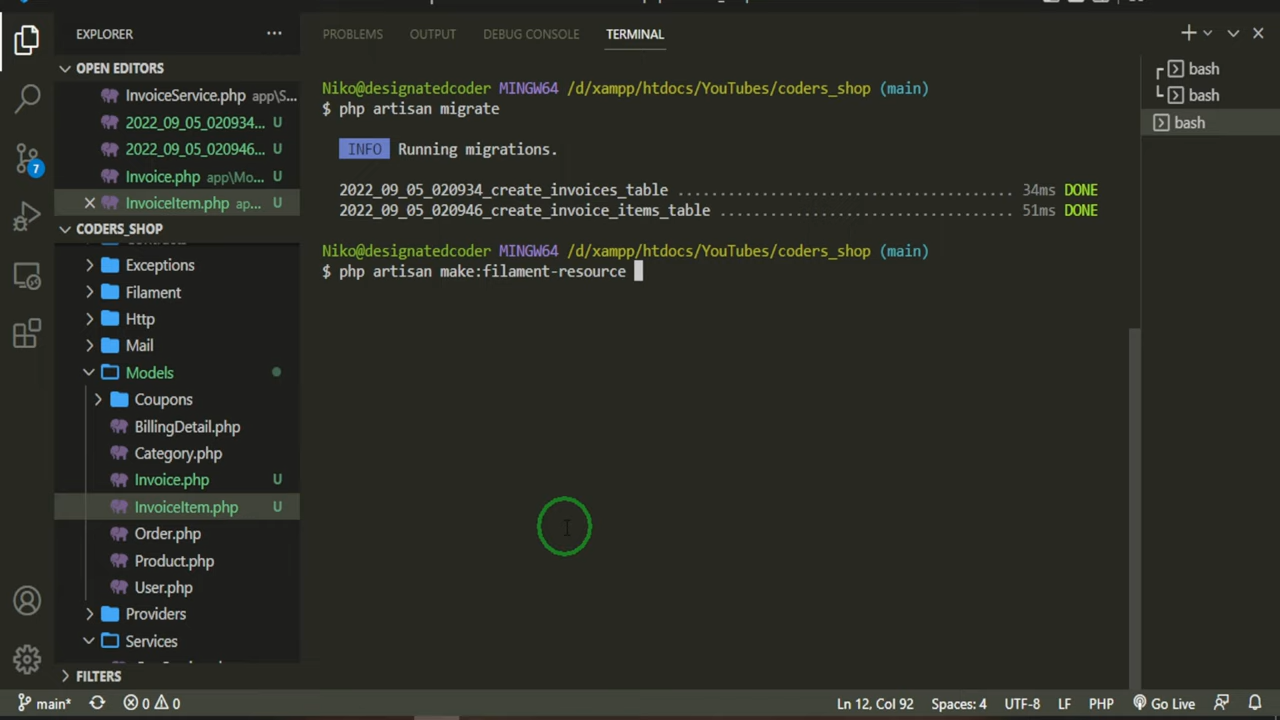 EXPLORER
PROBLEMS OUTPUT DEBUG CONSOLE TERMINAL
OPEN EDITORS
InvoiceService.php app\S...
2022_09_05_020934... U
2022_09_05_020946... U
Invoice.php app\Mo... U
InvoiceItem.php ap... U
CODERS_SHOP
Exceptions
Filament
Http
Mail
Models
Coupons
BillingDetail.php
Category.php
Invoice.php U
InvoiceItem.php U
Order.php
Product.php
User.php
Providers
Services
FILTERS
Niko@designatedcoder MINGW64 /d/xampp/htdocs/YouTubes/coders_shop (main)
$ php artisan migrate
INFO Running migrations.
2022_09_05_020934_create_invoices_table ........................................ 34ms DONE
2022_09_05_020946_create_invoice_items_table ................................... 51ms DONE
Niko@designatedcoder MINGW64 /d/xampp/htdocs/YouTubes/coders_shop (main)
$ php artisan make:filament-resource
bash
bash
bash
7
main* 0 0 Ln 12, Col 92 Spaces: 4 UTF-8 LF PHP Go Live